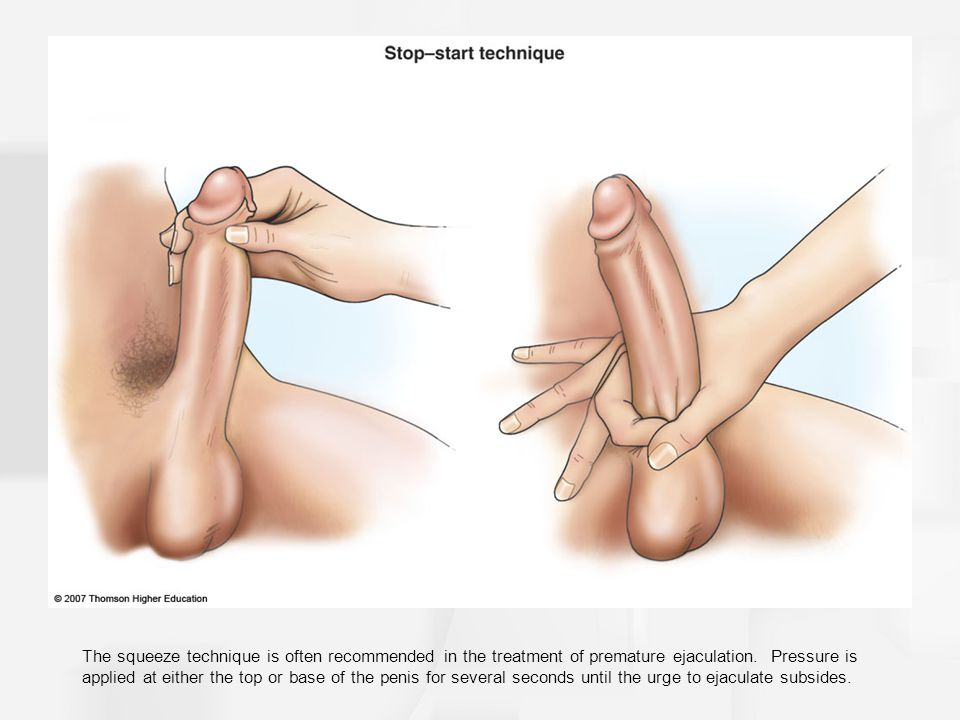 Stop–start technique
© 2007 Thomson Higher Education
The squeeze technique is often recommended in the treatment of premature ejaculation. Pressure is
applied at either the top or base of the penis for several seconds until the urge to ejaculate subsides.